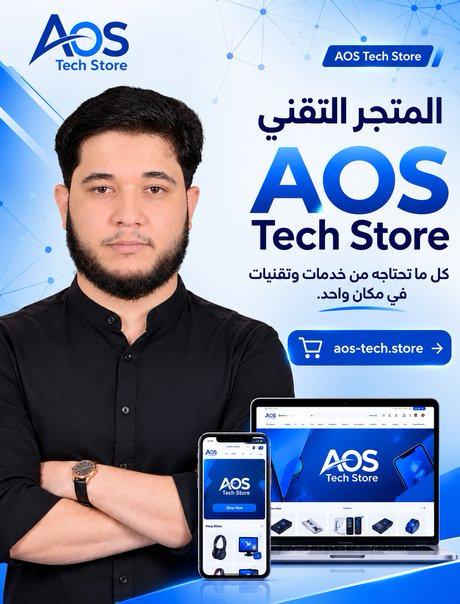 AOS
Tech Store
AOS Tech Store
المتجر التقني
AOS
Tech Store
كل ما تحتاجه من خدمات وتقنيات
في مكان واحد.
aos-tech.store →
AOS
Tech Store
AOS
AOS
Tech Store
Shop Now